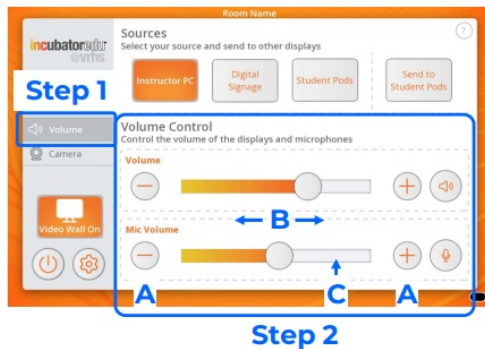 Room Name
incubatoredu
@vrhs
Sources
Select your source and send to other displays
?
Instructor PC
Digital
Signage
Student Pods
Send to
Student Pods
Step 1
Volume
Camera
Video Wall On
Volume Control
Control the volume of the displays and microphones
Volume
B
Mic Volume
A
C
A
Step 2